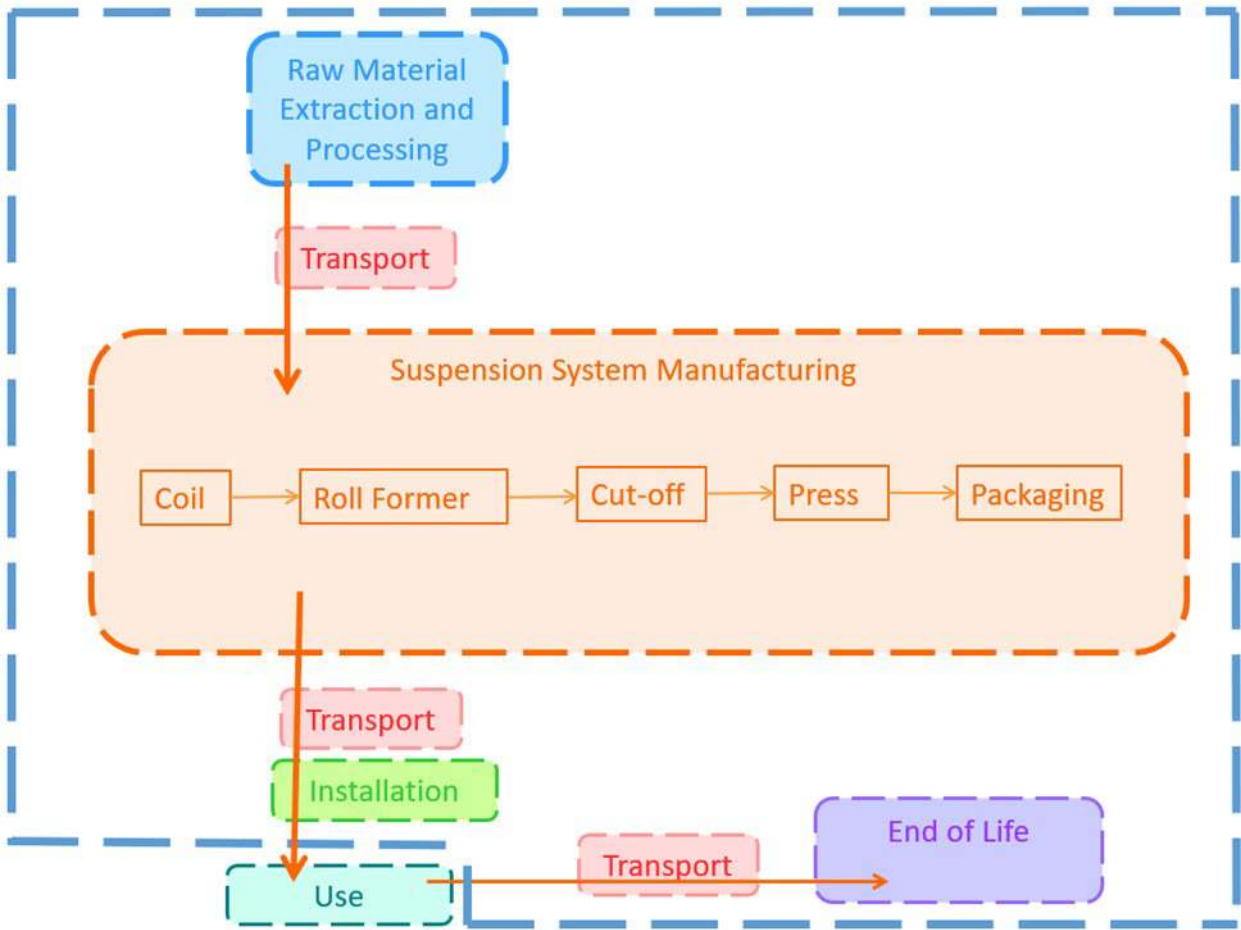 Raw Material
Extraction and
Processing
Transport
Suspension System Manufacturing
Coil
Roll Former
Cut-off
Press
Packaging
Transport
Installation
Use
Transport
End of Life